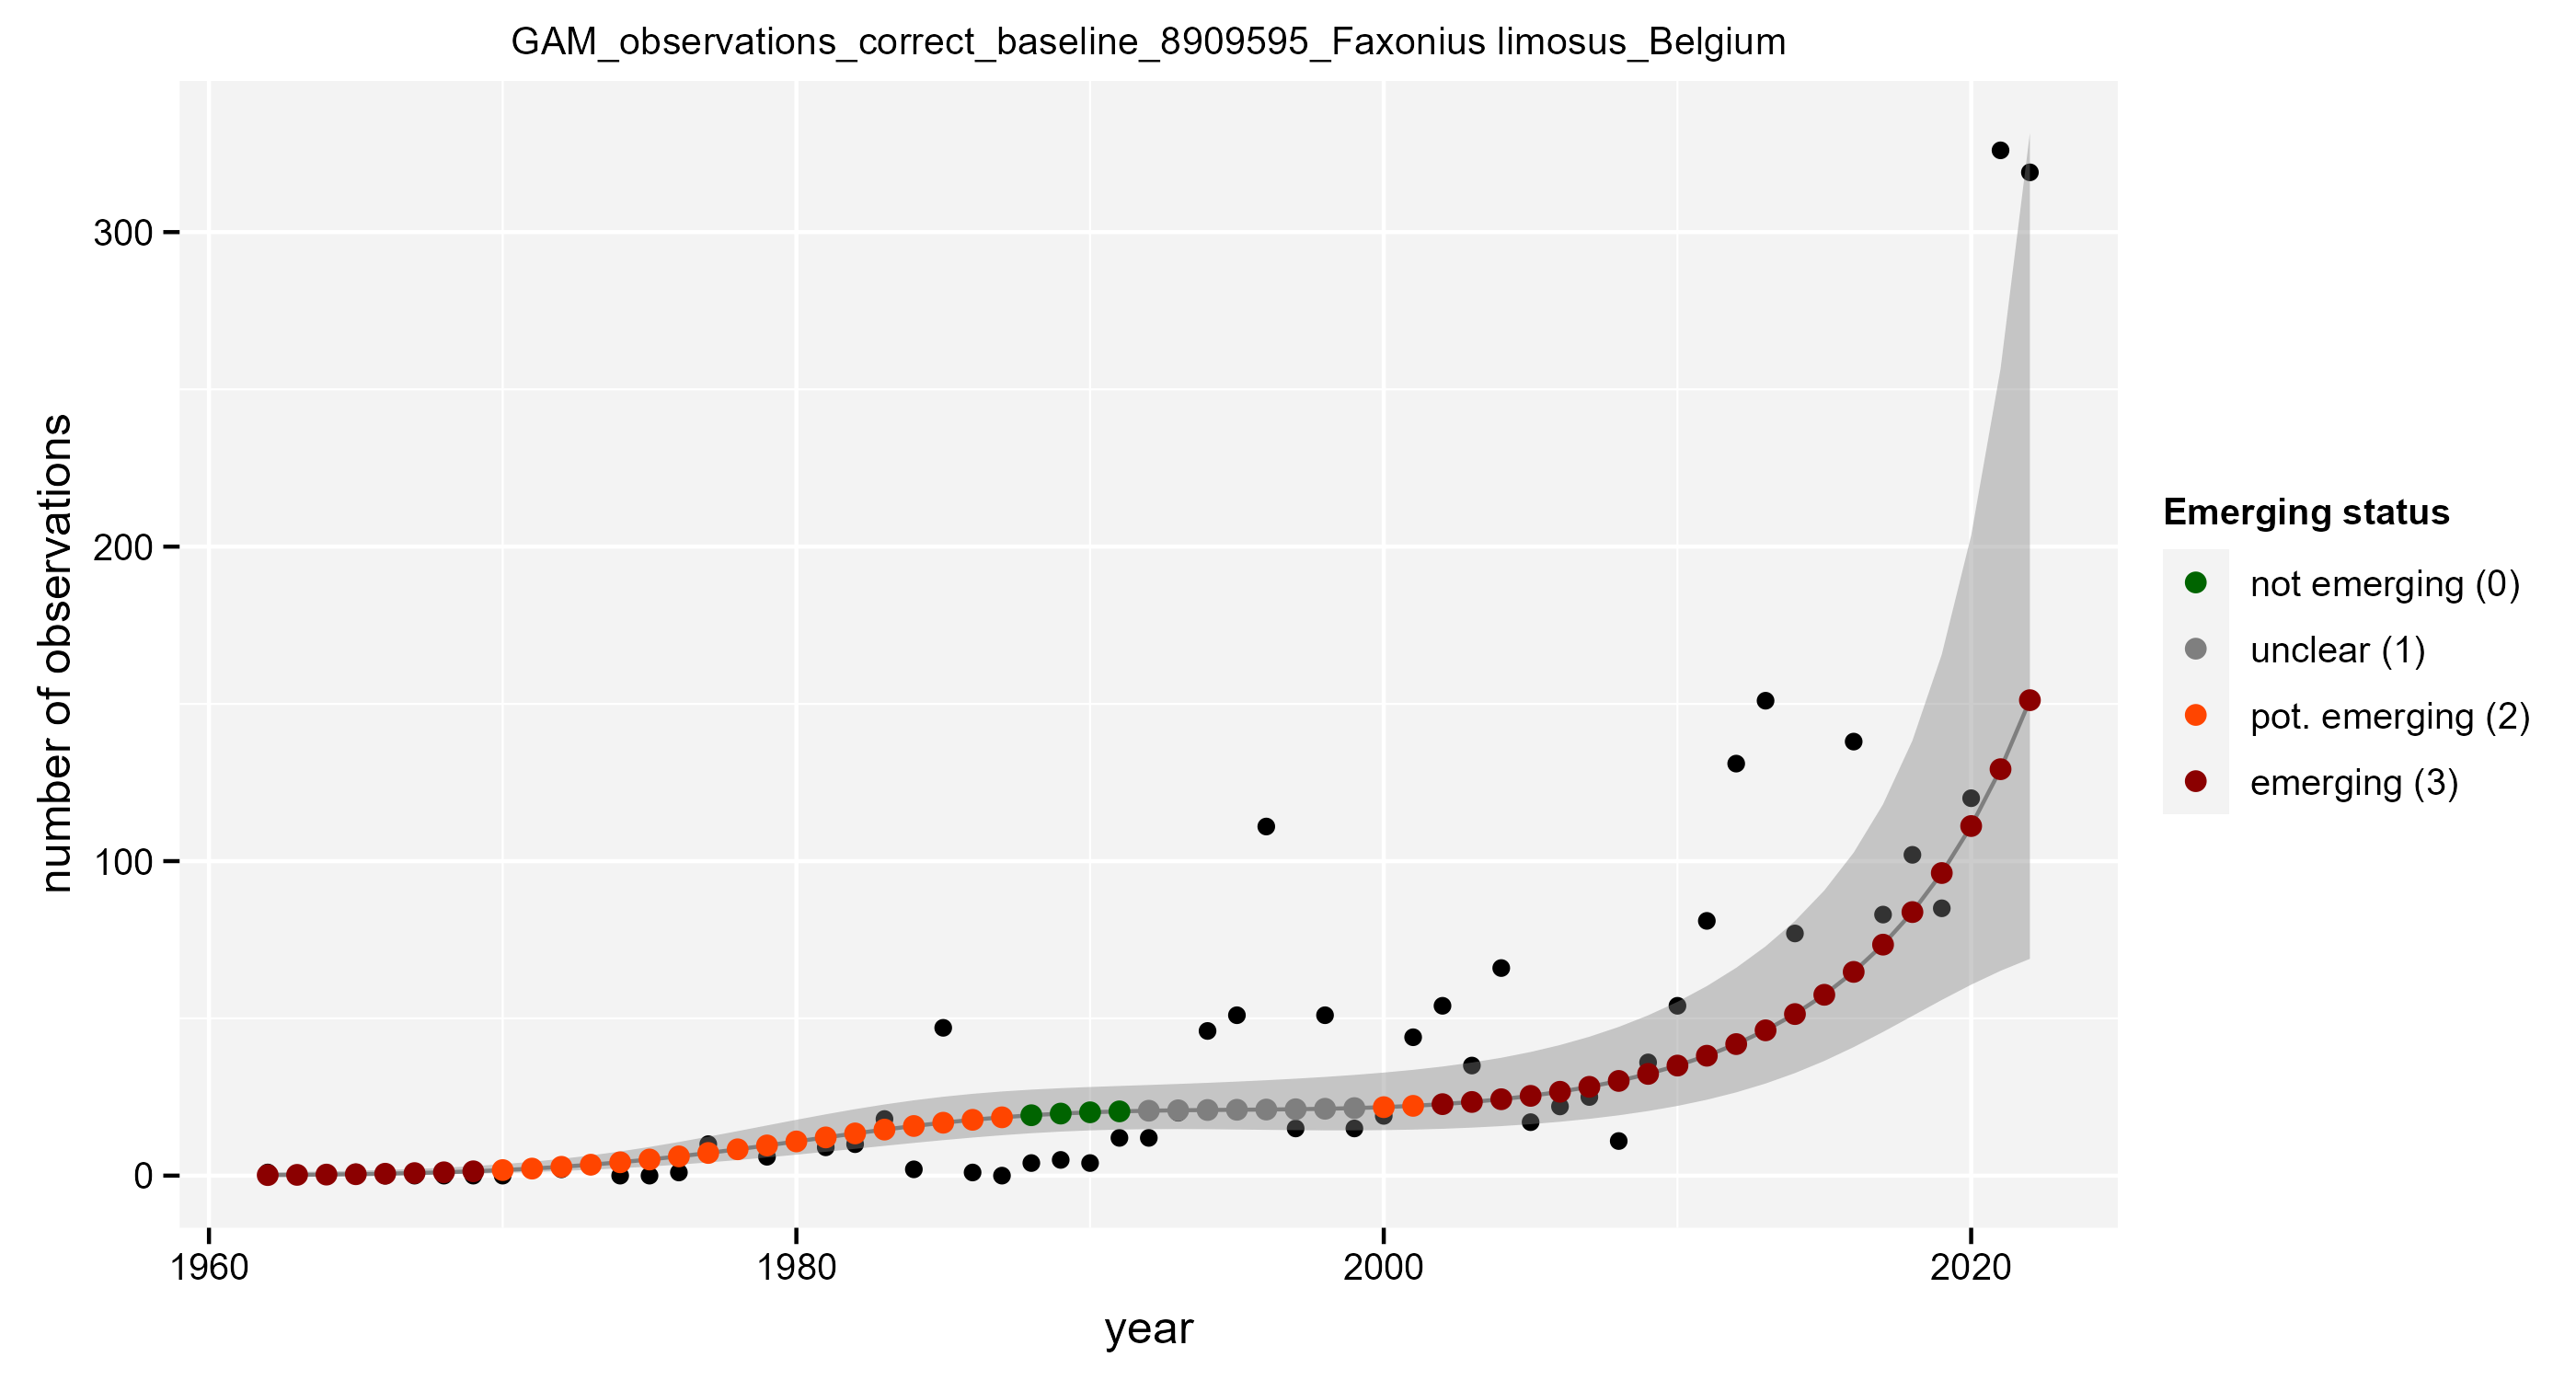 GAM_observations_correct_baseline_8909595_Faxonius limosus_Belgium
number of observations
300
200
100
0
1960
1980
2000
2020
year
Emerging status
not emerging (0)
unclear (1)
pot. emerging (2)
emerging (3)